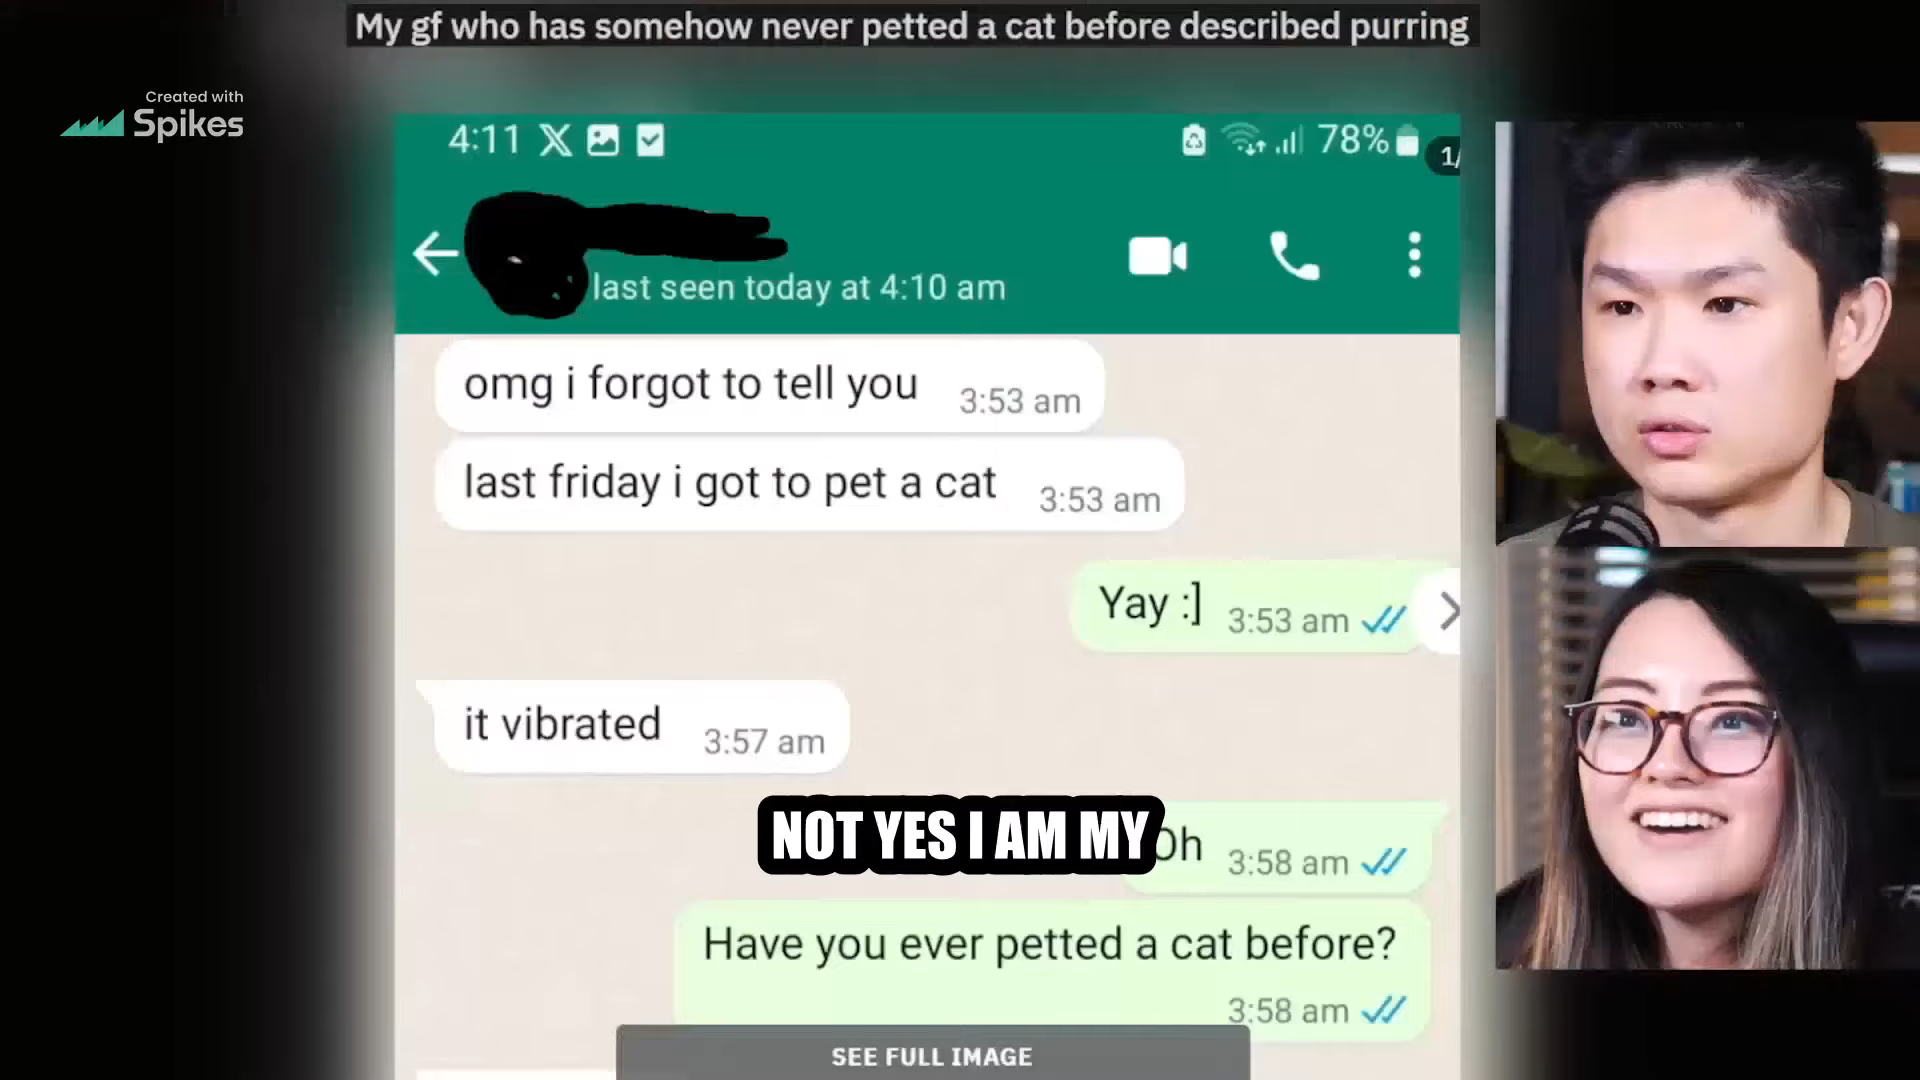 My gf who has somehow never petted a cat before described purring
Created with
Spikes
4:11
78%
1/
last seen today at 4:10 am
omg i forgot to tell you 3:53 am
last friday i got to pet a cat 3:53 am
Yay :] 3:53 am
it vibrated 3:57 am
NOT YES I AM MY
Oh 3:58 am
Have you ever petted a cat before?
3:58 am
SEE FULL IMAGE